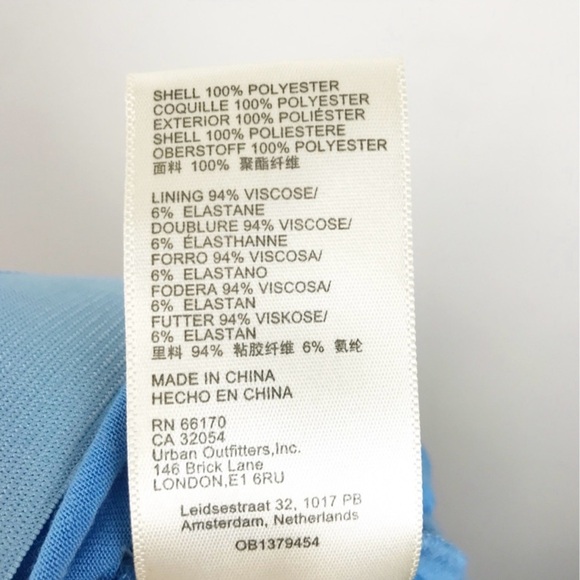 SHELL 100% POLYESTER
COQUILLE 100% POLYESTER
EXTERIOR 100% POLIÉSTER
SHELL 100% POLIESTERE
OBERSTOFF 100% POLYESTER
面料 100% 聚酯纤维
LINING 94% VISCOSE/
6% ELASTANE
DOUBLURE 94% VISCOSE/
6% ÉLASTHANNE
FORRO 94% VISCOSA/
6% ELASTANO
FODERA 94% VISCOSA/
6% ELASTAN
FUTTER 94% VISKOSE/
6% ELASTAN
里料 94% 粘胶纤维 6% 氨纶
MADE IN CHINA
HECHO EN CHINA
RN 66170
CA 32054
Urban Outfitters,Inc.
146 Brick Lane
LONDON,E1 6RU
Leidsestraat 32, 1017 PB
Amsterdam, Netherlands
OB1379454